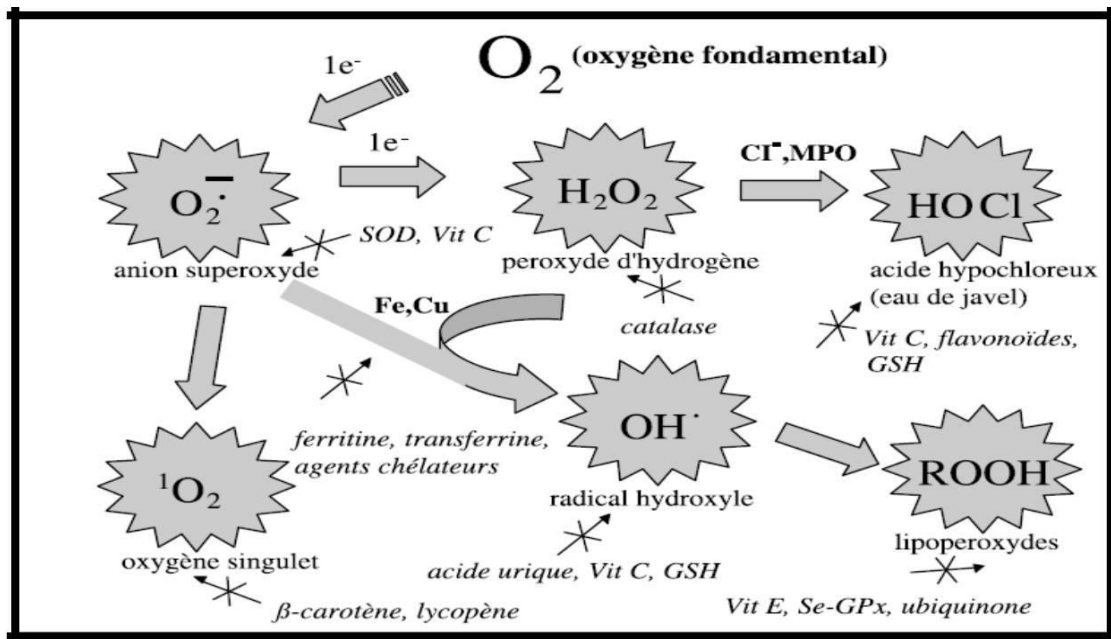 O₂ (oxygène fondamental)
1e⁻
1e⁻
Cl⁻,MPO
O₂·⁻
H₂O₂
HOCl
SOD, Vit C
anion superoxyde
peroxyde d'hydrogène
acide hypochloreux
(eau de javel)
Fe,Cu
catalase
Vit C, flavonoïdes,
GSH
OH·
ferritine, transferrine,
agents chélateurs
¹O₂
ROOH
radical hydroxyle
oxygène singulet
lipoperoxydes
acide urique, Vit C, GSH
ß-carotène, lycopène
Vit E, Se-GPx, ubiquinone